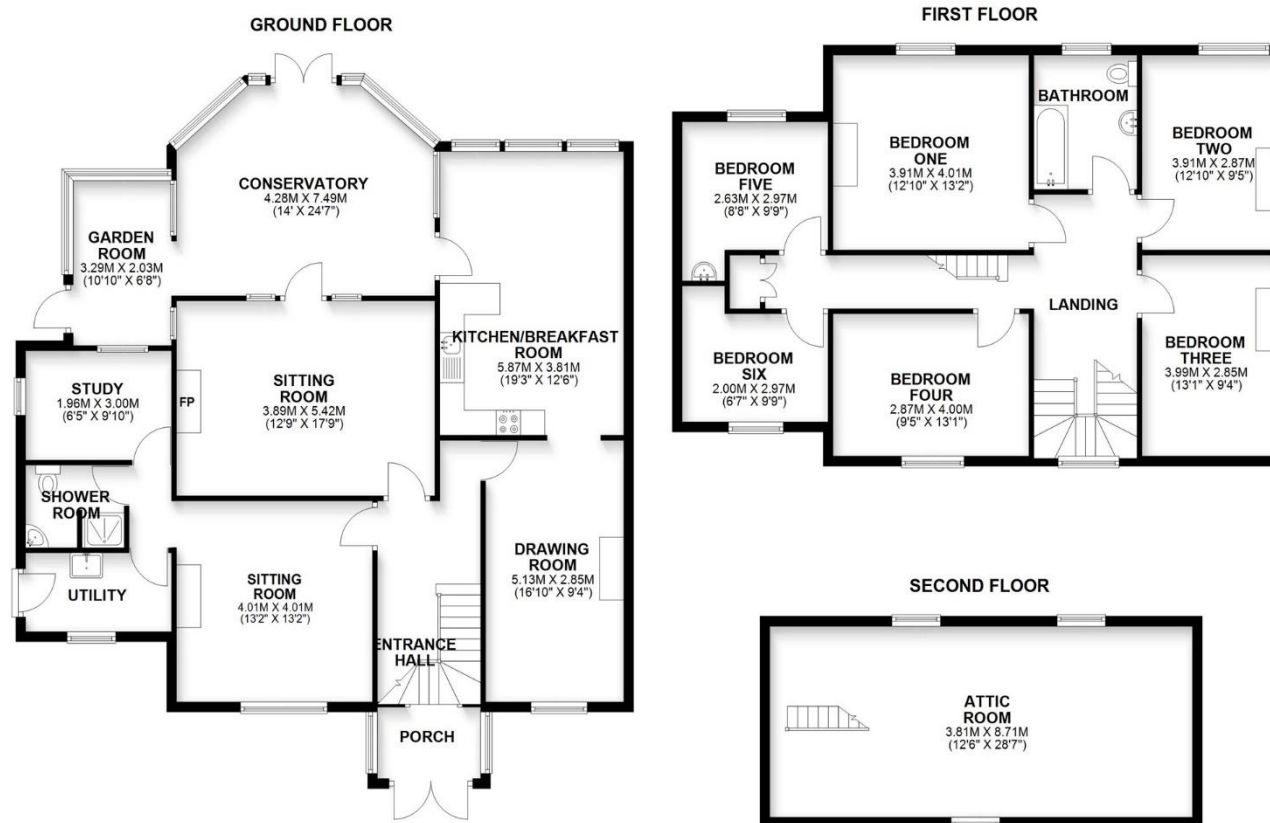 GROUND FLOOR
CONSERVATORY
4.28M X 7.49M
(14' X 24'7")
GARDEN
ROOM
3.29M X 2.03M
(10'10" X 6'8")
KITCHEN/BREAKFAST
ROOM
5.87M X 3.81M
(19'3" X 12'6")
SITTING
ROOM
3.89M X 5.42M
(12'9" X 17'9")
FP
STUDY
1.96M X 3.00M
(6'5" X 9'10")
SHOWER
ROOM
UTILITY
SITTING
ROOM
4.01M X 4.01M
(13'2" X 13'2")
DRAWING
ROOM
5.13M X 2.85M
(16'10" X 9'4")
ENTRANCE
HALL
PORCH
FIRST FLOOR
BATHROOM
BEDROOM
ONE
3.91M X 4.01M
(12'10" X 13'2")
BEDROOM
TWO
3.91M X 2.87M
(12'10" X 9'5")
BEDROOM
FIVE
2.63M X 2.97M
(8'8" X 9'9")
LANDING
BEDROOM
SIX
2.00M X 2.97M
(6'7" X 9'9")
BEDROOM
FOUR
2.87M X 4.00M
(9'5" X 13'1")
BEDROOM
THREE
3.99M X 2.85M
(13'1" X 9'4")
SECOND FLOOR
ATTIC
ROOM
3.81M X 8.71M
(12'6" X 28'7")